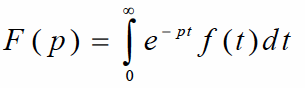 F(p) = ∫₀^∞ e^{-pt} f(t)dt